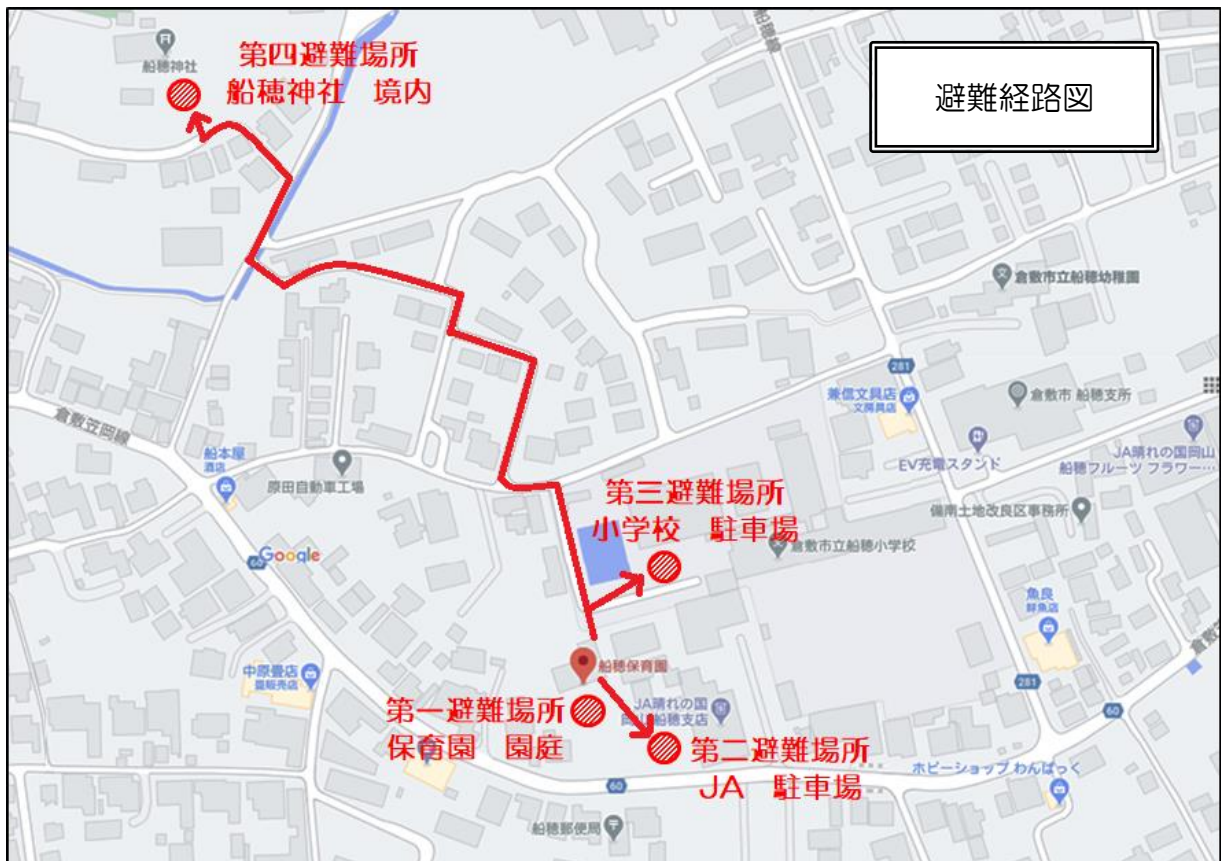 船穂線
避難経路図
第四避難場所
船穂神社 境内
船穂神社
倉敷市立船穂幼稚園
281
兼信文具店
文房具店
倉敷市 船穂支所
倉敷笠岡線
船本屋
酒店
原田自動車工場
EV充電スタンド
JA晴れの国岡山
船穂フルーツ フラワー…
備南土地改良区事務所
第三避難場所
小学校 駐車場
倉敷市立船穂小学校
60
Google
魚良
鮮魚店
船穂保育園
中原畳店
畳販売店
281
60
第一避難場所
保育園 園庭
JA晴れの国
岡山船穂支店
第二避難場所
JA 駐車場
60
ホビーショップ わんぱっく
船穂郵便局